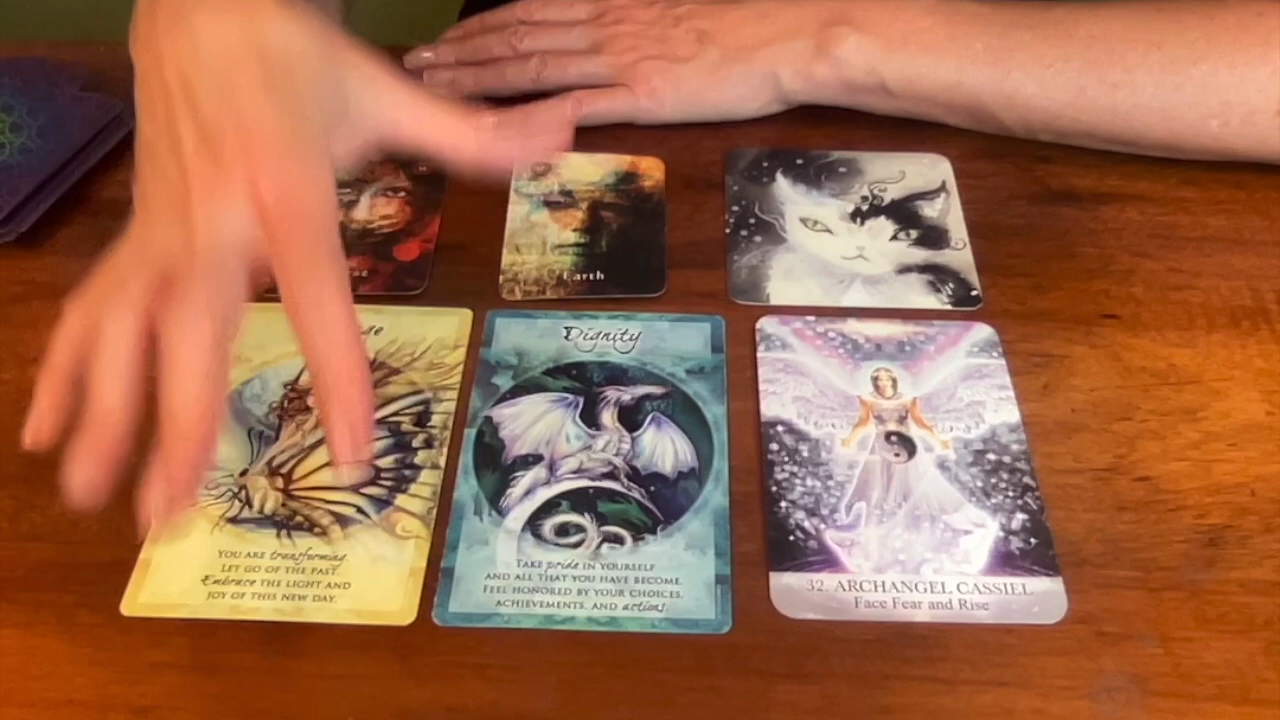 Earth
Dignity
YOU ARE transforming.
LET GO OF THE PAST.
Embrace THE LIGHT AND
JOY OF THIS NEW DAY.
TAKE pride IN YOURSELF
AND ALL THAT YOU HAVE BECOME.
FEEL HONORED BY YOUR CHOICES,
ACHIEVEMENTS, AND actions.
32. ARCHANGEL CASSIEL
Face Fear and Rise